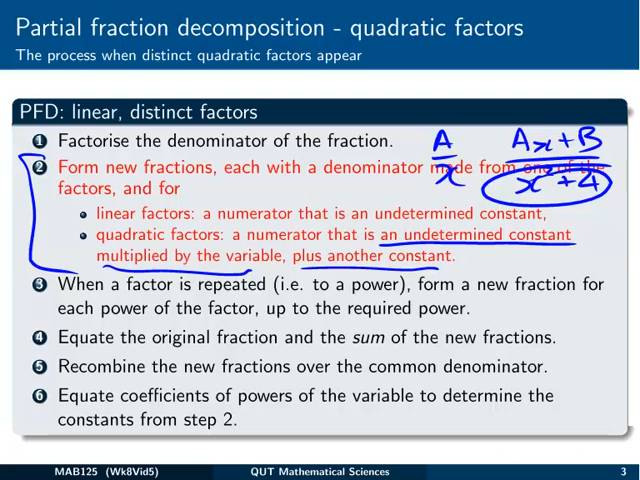 Partial fraction decomposition - quadratic factors
The process when distinct quadratic factors appear
PFD: linear, distinct factors
1 Factorise the denominator of the fraction.
A
x
Ax+B
x²+4
2 Form new fractions, each with a denominator made from one of the
factors, and for
• linear factors: a numerator that is an undetermined constant,
• quadratic factors: a numerator that is an undetermined constant
multiplied by the variable, plus another constant.
3 When a factor is repeated (i.e. to a power), form a new fraction for
each power of the factor, up to the required power.
4 Equate the original fraction and the sum of the new fractions.
5 Recombine the new fractions over the common denominator.
6 Equate coefficients of powers of the variable to determine the
constants from step 2.
MAB125 (Wk8Vid5) QUT Mathematical Sciences 3